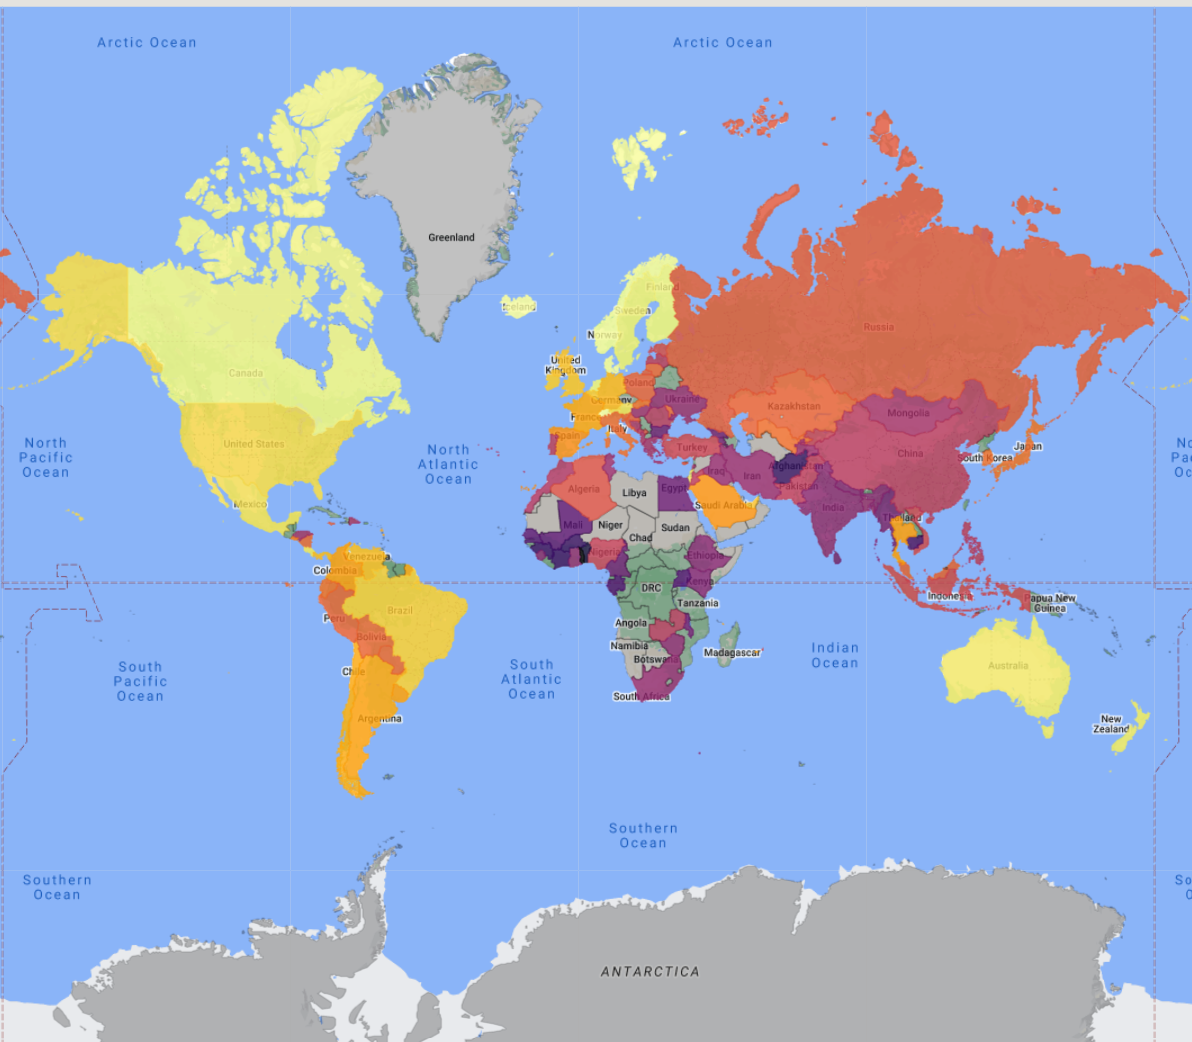 Arctic Ocean
Arctic Ocean
Greenland
Iceland
Finland
Sweden
Norway
Russia
United
Kingdom
Canada
Poland
Germany
Ukraine
Kazakhstan
Mongolia
France
Italy
Spain
Turkey
North
Pacific
Ocean
United States
North
Atlantic
Ocean
China
South Korea
Japan
Algeria
Libya
Egypt
Iraq
Iran
Afghanistan
Pakistan
Mexico
Saudi Arabia
India
Mali
Niger
Chad
Sudan
Thailand
Venezuela
Colombia
Nigeria
Ethiopia
DRC
Kenya
Indonesia
Papua New
Guinea
Tanzania
Brazil
Peru
Angola
Bolivia
Namibia
Botswana
Madagascar
Indian
Ocean
South
Pacific
Ocean
South
Atlantic
Ocean
Chile
South Africa
Australia
Argentina
New
Zealand
Southern
Ocean
Southern
Ocean
ANTARCTICA